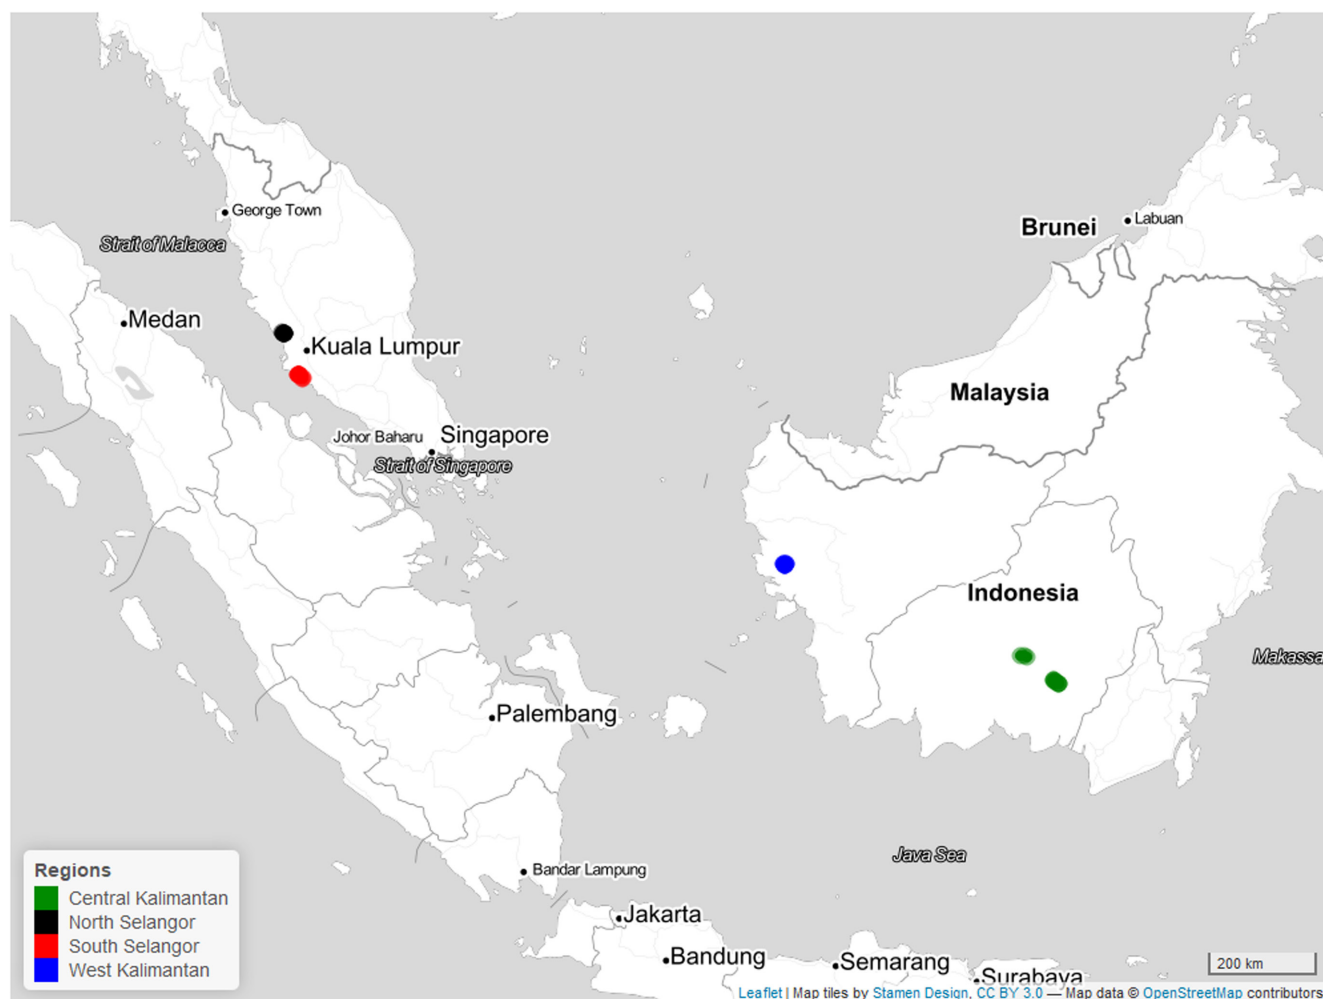 George Town
Strait of Malacca
Brunei
Labuan
Medan
Kuala Lumpur
Malaysia
Johor Baharu
Singapore
Strait of Singapore
Indonesia
Makassa
Palembang
Java Sea
Bandar Lampung
Jakarta
Bandung
Semarang
Surabaya
Regions
Central Kalimantan
North Selangor
South Selangor
West Kalimantan
200 km
Leaflet | Map tiles by Stamen Design, CC BY 3.0 — Map data © OpenStreetMap contributors